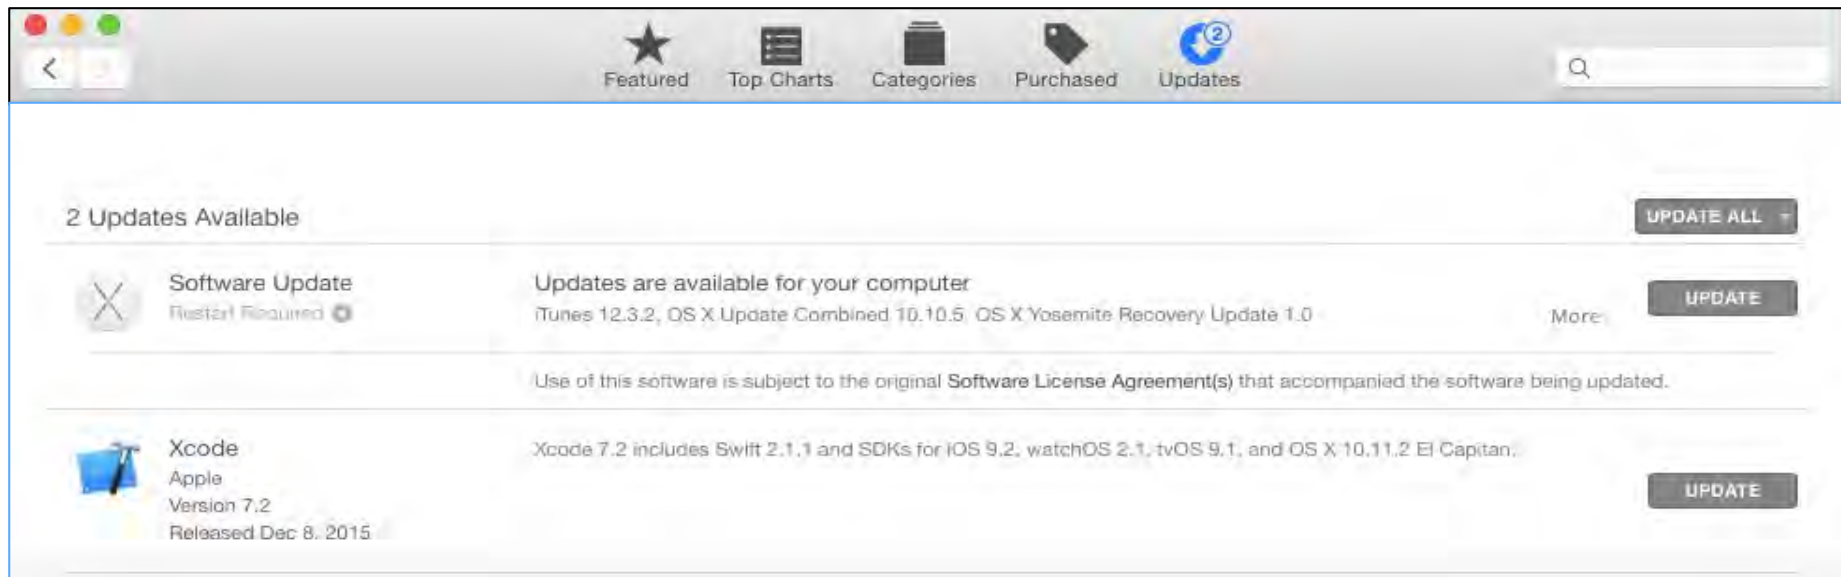 2
Featured Top Charts Categories Purchased Updates
2 Updates Available UPDATE ALL
Software Update Updates are available for your computer
Restart Required iTunes 12.3.2, OS X Update Combined 10.10.5, OS X Yosemite Recovery Update 1.0 More UPDATE
Use of this software is subject to the original Software License Agreement(s) that accompanied the software being updated.
Xcode Xcode 7.2 includes Swift 2.1.1 and SDKs for iOS 9.2, watchOS 2.1, tvOS 9.1, and OS X 10.11.2 El Capitan.
Apple
Version 7.2 UPDATE
Released Dec 8, 2015